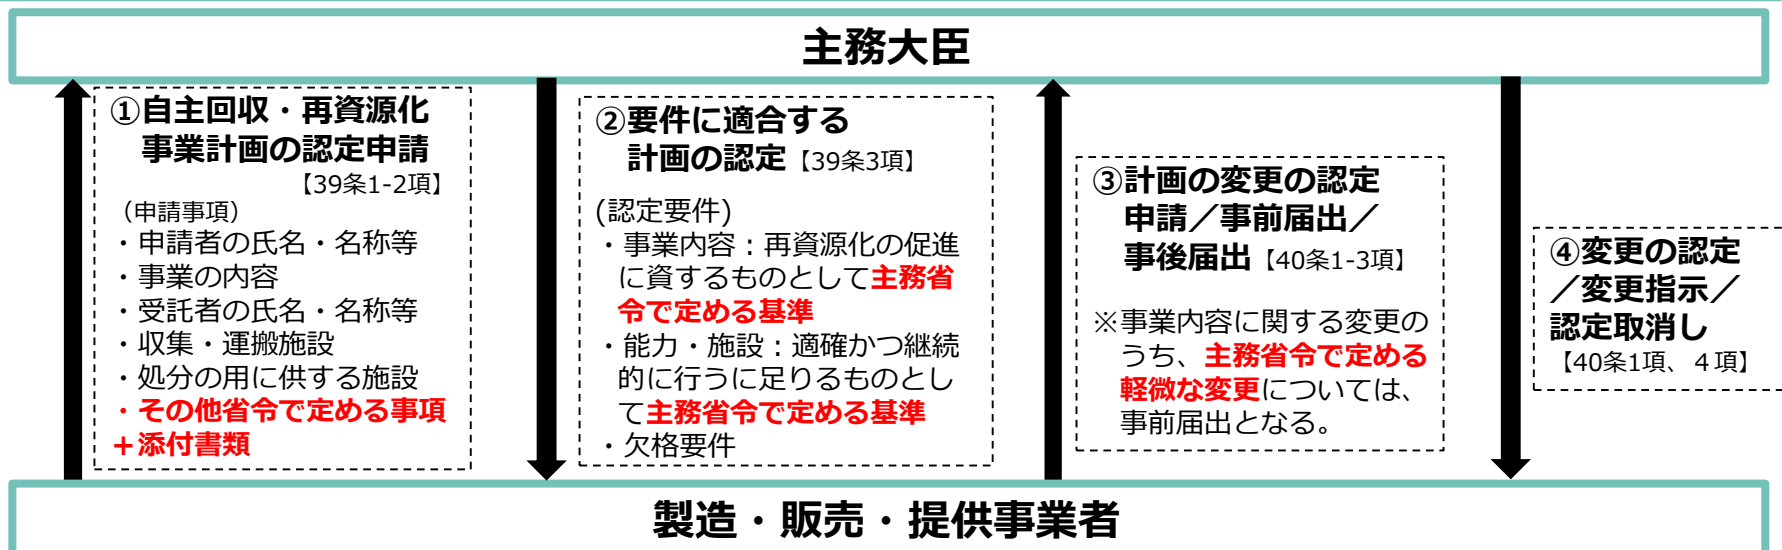 主務大臣
①自主回収・再資源化
事業計画の認定申請
【39条1-2項】
（申請事項）
・申請者の氏名・名称等
・事業の内容
・受託者の氏名・名称等
・収集・運搬施設
・処分の用に供する施設
・その他省令で定める事項
＋添付書類
②要件に適合する
計画の認定【39条3項】
(認定要件)
・事業内容：再資源化の促進
に資するものとして主務省
令で定める基準
・能力・施設：適確かつ継続
的に行うに足りるものとし
て主務省令で定める基準
・欠格要件
③計画の変更の認定
申請／事前届出／
事後届出【40条1-3項】
※事業内容に関する変更の
うち、主務省令で定める
軽微な変更については、
事前届出となる。
④変更の認定
／変更指示／
認定取消し
【40条1項、４項】
製造・販売・提供事業者